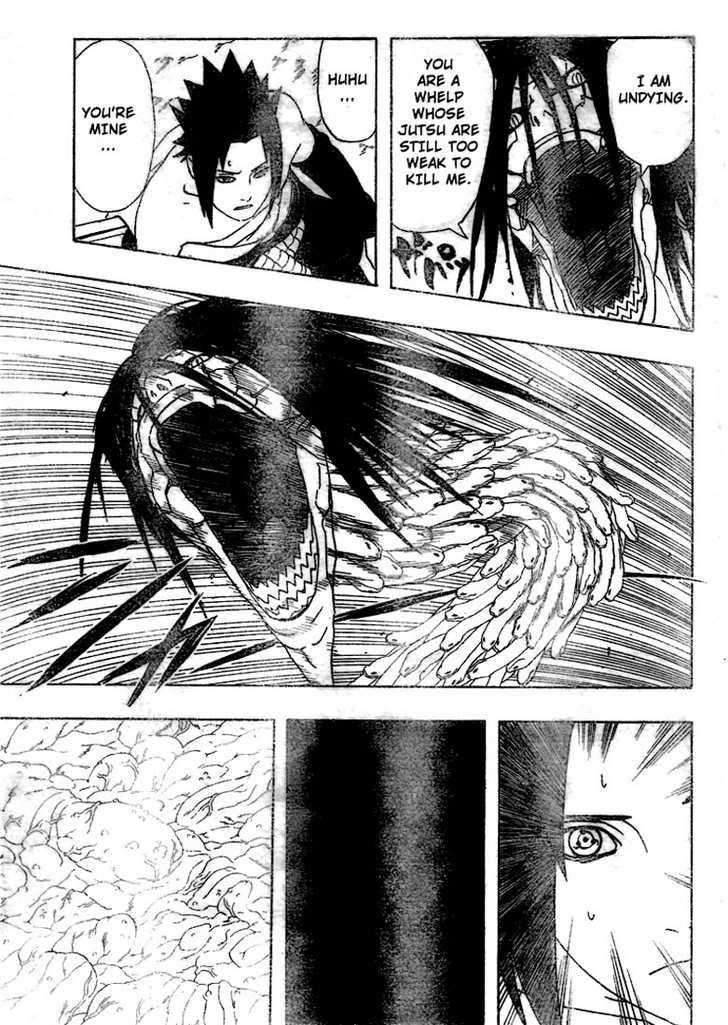 I AM
UNDYING.
YOU
ARE A
WHELP
WHOSE
JUTSU ARE
STILL TOO
WEAK TO
KILL ME.
HUHU
...
YOU'RE
MINE
...